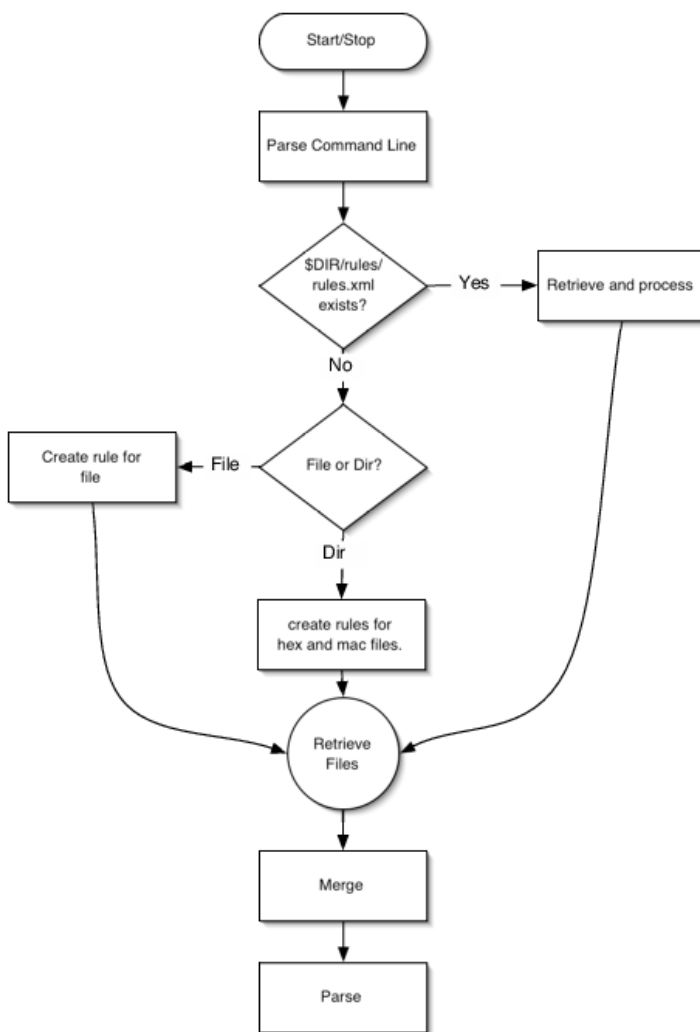 Start/Stop
Parse Command Line
$DIR/rules/
rules.xml
exists?
Yes
Retrieve and process
No
File or Dir?
File
Create rule for
file
Dir
create rules for
hex and mac files.
Retrieve
Files
Merge
Parse